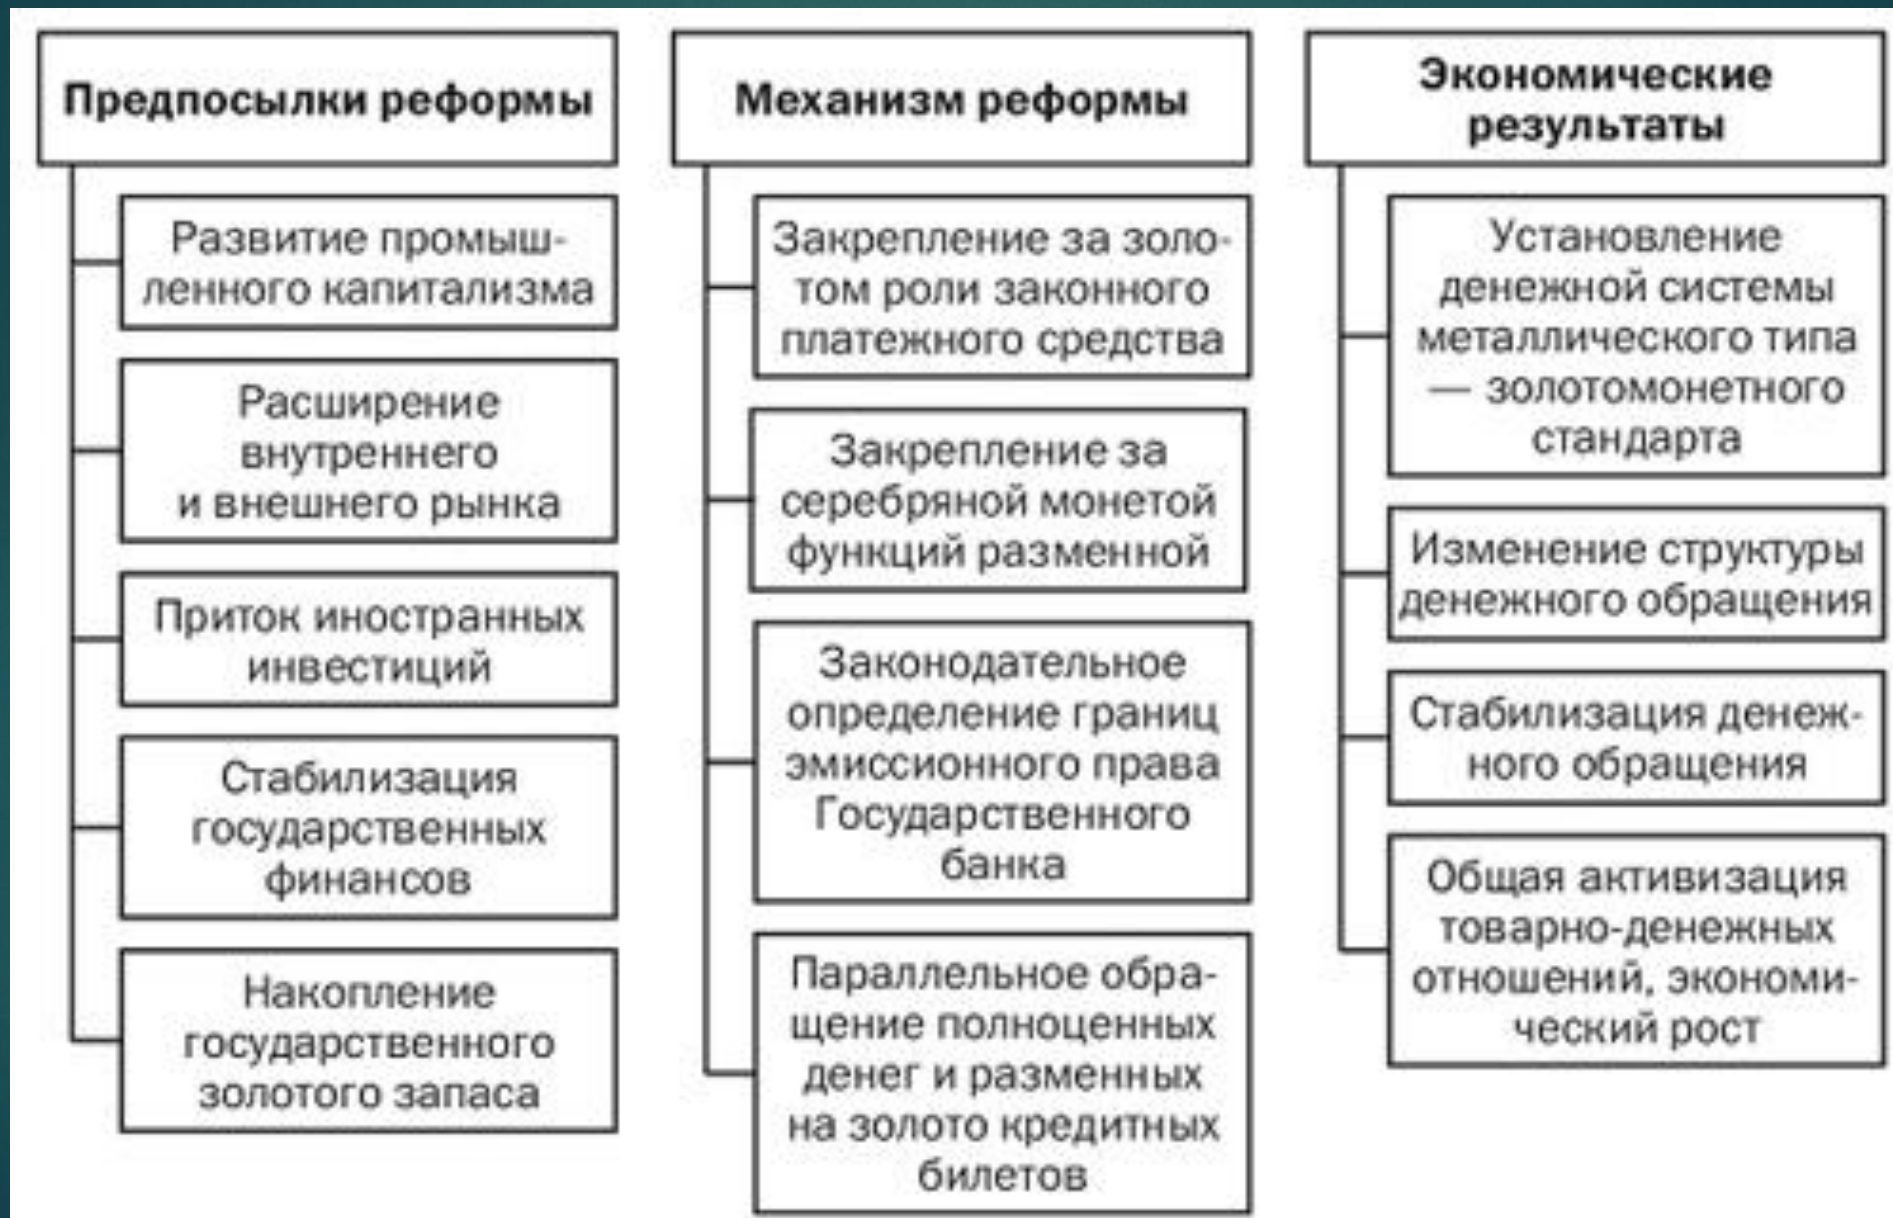 Предпосылки реформы
Развитие промыш-
ленного капитализма
Расширение
внутреннего
и внешнего рынка
Приток иностранных
инвестиций
Стабилизация
государственных
финансов
Накопление
государственного
золотого запаса
Механизм реформы
Закрепление за золо-
том роли законного
платежного средства
Закрепление за
серебряной монетой
функций разменной
Законодательное
определение границ
эмиссионного права
Государственного
банка
Параллельное обра-
щение полноценных
денег и разменных
на золото кредитных
билетов
Экономические
результаты
Установление
денежной системы
металлического типа
— золотомонетного
стандарта
Изменение структуры
денежного обращения
Стабилизация денеж-
ного обращения
Общая активизация
товарно-денежных
отношений, экономи-
ческий рост